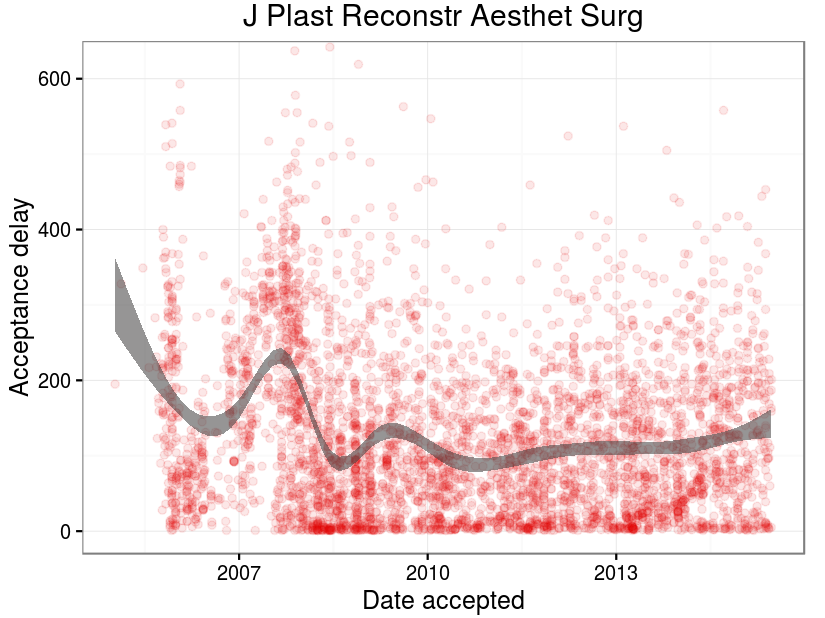 J Plast Reconstr Aesthet Surg
600
400
200
0
Acceptance delay
2007 2010 2013
Date accepted